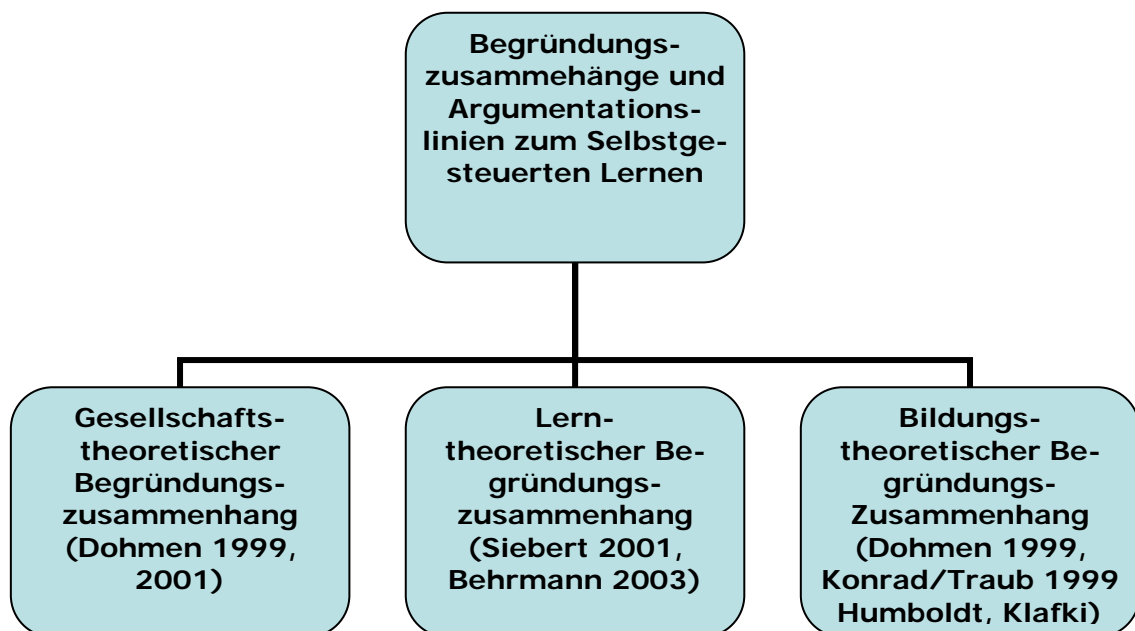 Begründungs-
zusammehänge und
Argumentations-
linien zum Selbstge-
steuerten Lernen
Gesellschafts-
theoretischer
Begründungs-
zusammenhang
(Dohmen 1999,
2001)
Lern-
theoretischer Be-
gründungs-
zusammenhang
(Siebert 2001,
Behrmann 2003)
Bildungs-
theoretischer Be-
gründungs-
Zusammenhang
(Dohmen 1999,
Konrad/Traub 1999
Humboldt, Klafki)